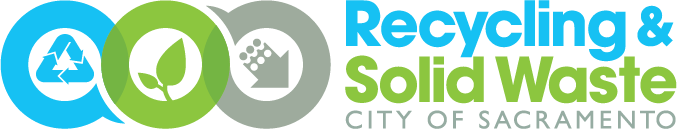 Recycling &
Solid Waste
CITY OF SACRAMENTO